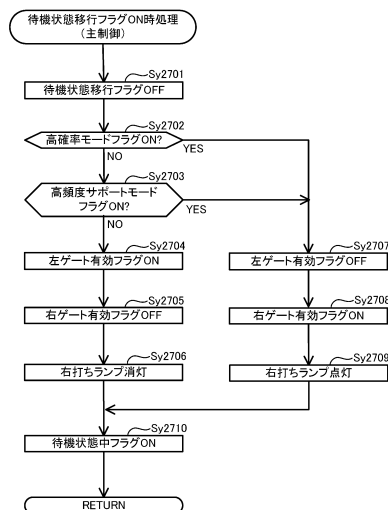 待機状態移行フラグON時処理
（主制御）
Sy2701
待機状態移行フラグOFF
Sy2702
高確率モードフラグON?
YES
NO
Sy2703
高頻度サポートモード
フラグON?
YES
NO
Sy2704
左ゲート有効フラグON
Sy2707
左ゲート有効フラグOFF
Sy2705
右ゲート有効フラグOFF
Sy2708
右ゲート有効フラグON
Sy2706
右打ちランプ消灯
Sy2709
右打ちランプ点灯
Sy2710
待機状態中フラグON
RETURN